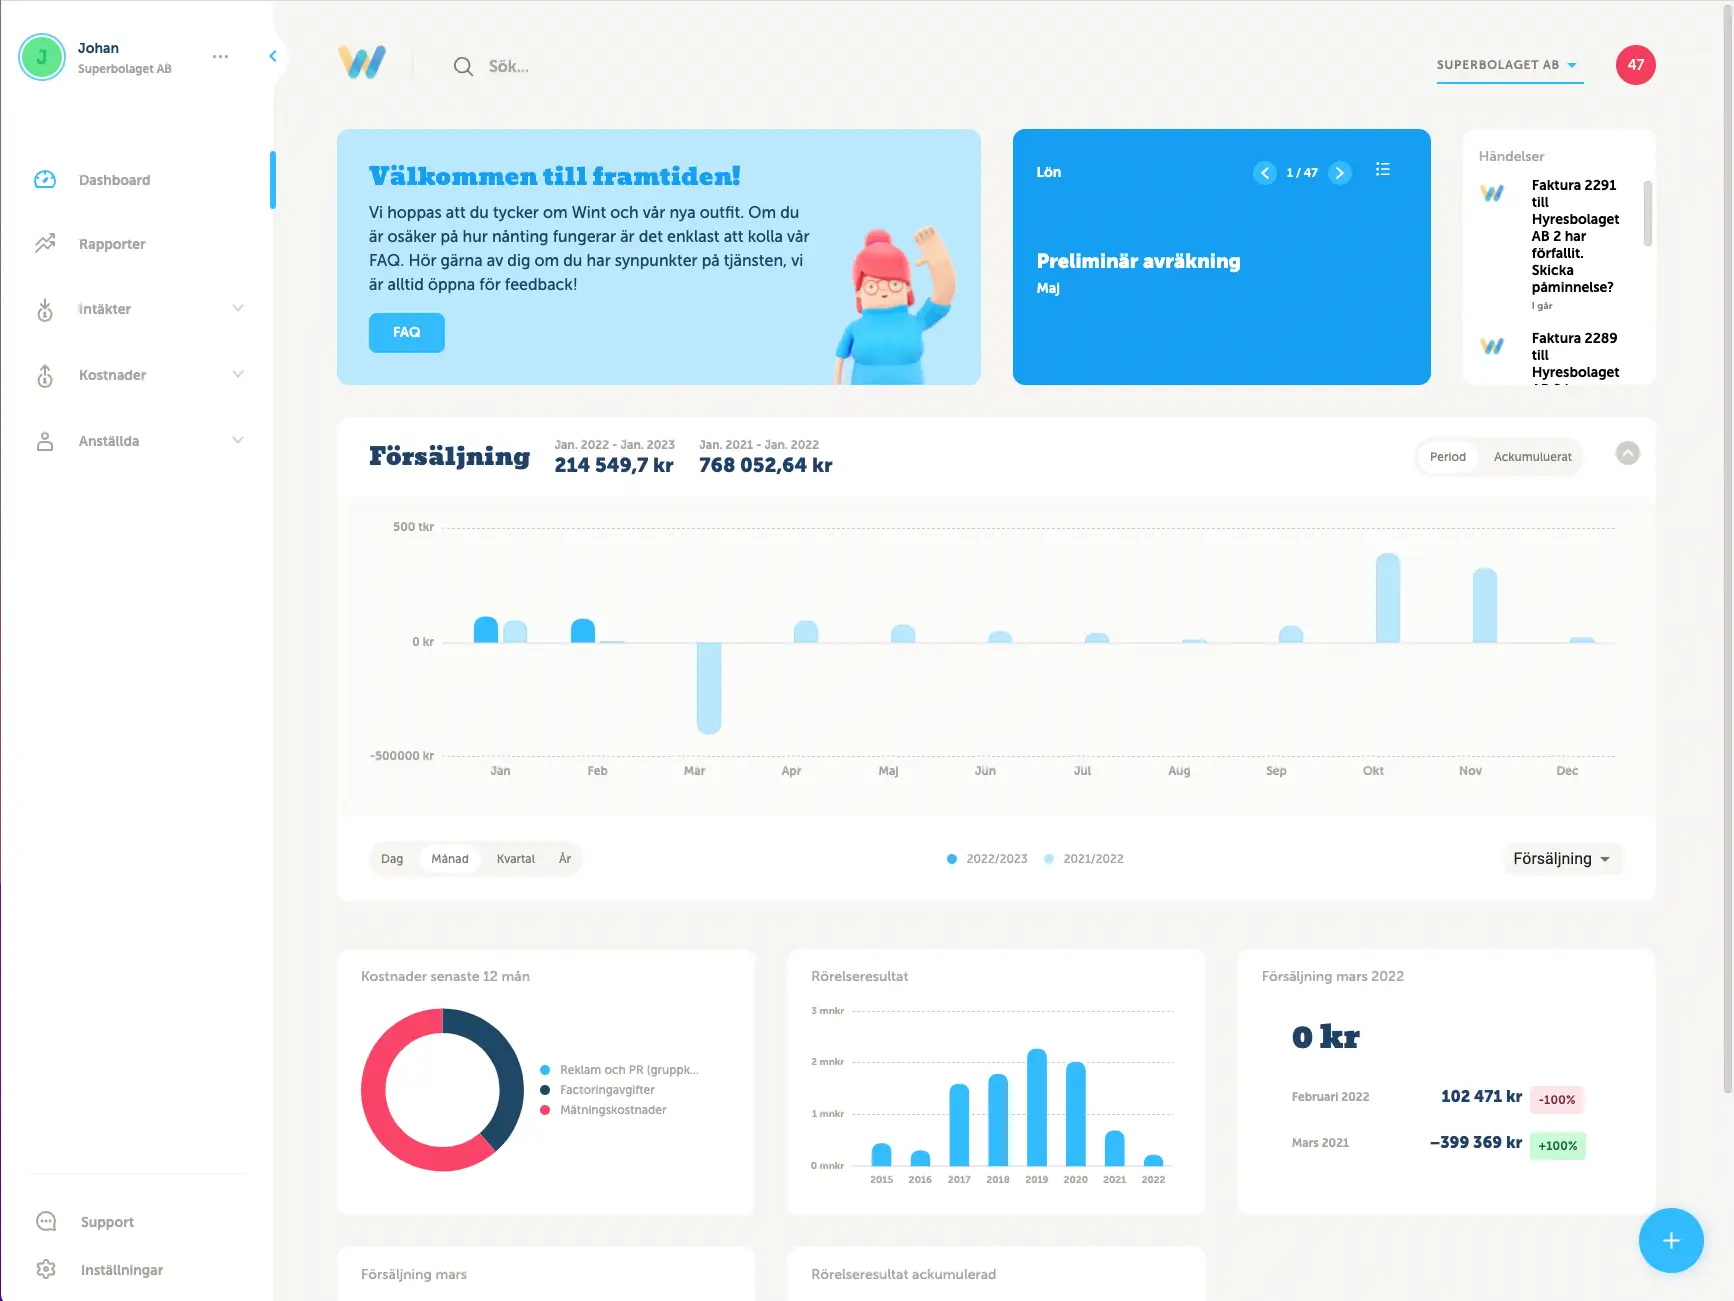 J
Johan
Superbolaget AB
Dashboard
Rapporter
Intäkter
Kostnader
Anställda
Support
Inställningar
Sök...
SUPERBOLAGET AB
47
Välkommen till framtiden!
Vi hoppas att du tycker om Wint och vår nya outfit. Om du
är osäker på hur nånting fungerar är det enklast att kolla vår
FAQ. Hör gärna av dig om du har synpunkter på tjänsten, vi
är alltid öppna för feedback!
FAQ
Lön
1 / 47
Preliminär avräkning
Maj
Händelser
Faktura 2291
till
Hyresbolaget
AB 2 har
förfallit.
Skicka
påminnelse?
I går
Faktura 2289
till
Hyresbolaget
Försäljning
Jan. 2022 - Jan. 2023
214 549,7 kr
Jan. 2021 - Jan. 2022
768 052,64 kr
Period
Ackumuluerat
500 tkr
0 kr
-500000 kr
Jan Feb Mar Apr Maj Jun Jul Aug Sep Okt Nov Dec
Dag Månad Kvartal År
2022/2023 2021/2022
Försäljning
Kostnader senaste 12 mån
Reklam och PR (gruppk...
Factoringavgifter
Mätningskostnader
Rörelseresultat
3 mnkr
2 mnkr
1 mnkr
0 mnkr
2015 2016 2017 2018 2019 2020 2021 2022
Försäljning mars 2022
0 kr
Februari 2022 102 471 kr -100%
Mars 2021 −399 369 kr +100%
Försäljning mars
Rörelseresultat ackumulerad